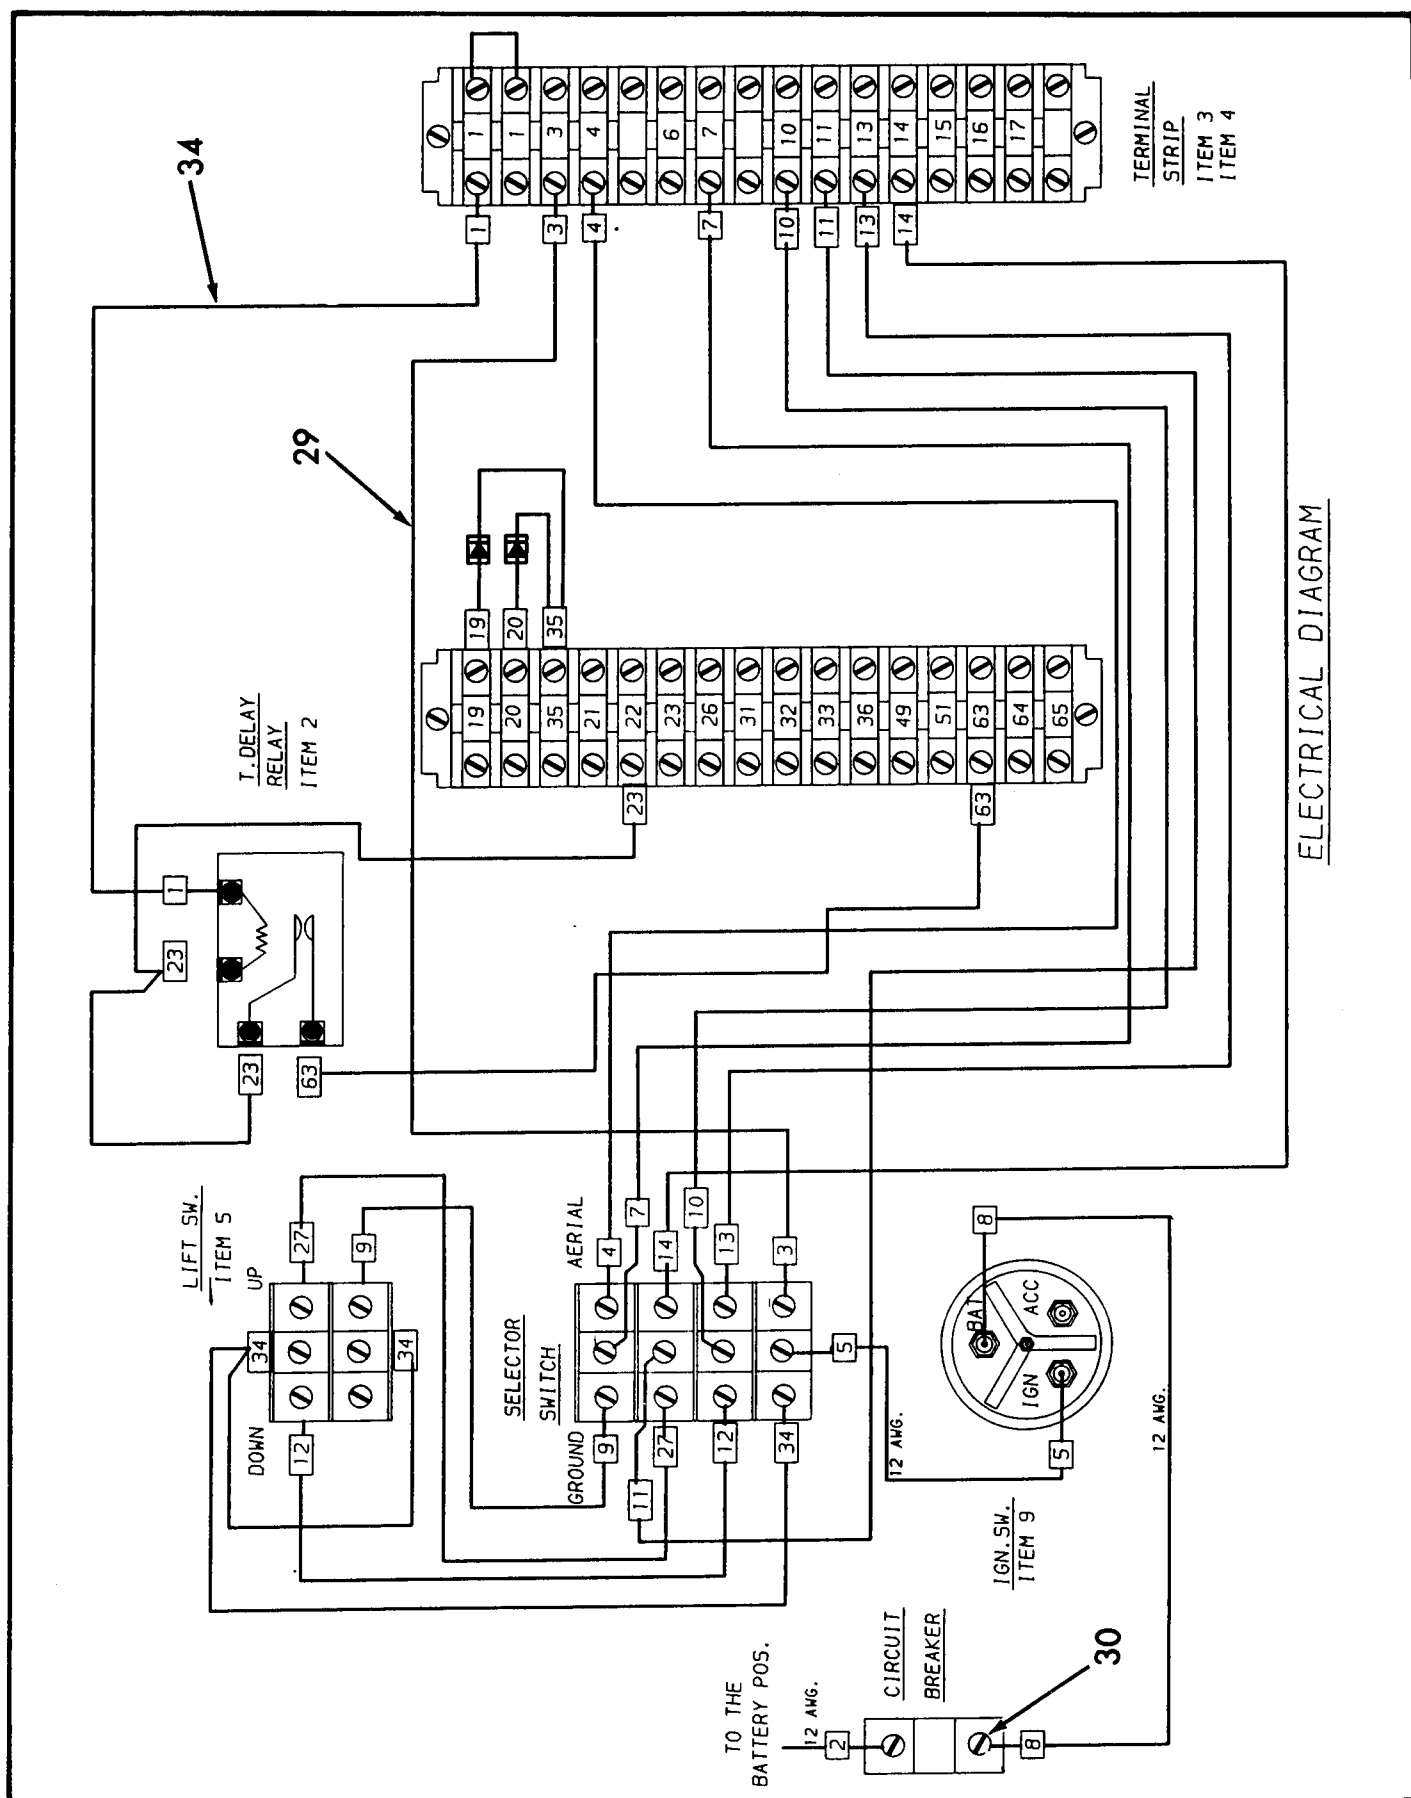 34
1
1
3
4
6
7
10
11
13
14
15
16
17
TERMINAL
STRIP
ITEM 3
ITEM 4
1
3
4
7
10
11
13
14
29
19
20
35
T.DELAY
RELAY
ITEM 2
19
20
35
21
22
23
26
31
32
33
36
49
51
63
64
65
23
63
1
23
23
63
ELECTRICAL DIAGRAM
LIFT SW.
ITEM 5
UP
27
9
34
34
DOWN
12
AERIAL
4
7
14
10
13
3
SELECTOR
SWITCH
GROUND
9
11
27
12
34
5
12 AWG.
8
BAT
ACC
IGN
5
12 AWG.
IGN.SW.
ITEM 9
TO THE
BATTERY POS.
12 AWG.
2
CIRCUIT
BREAKER
8
30